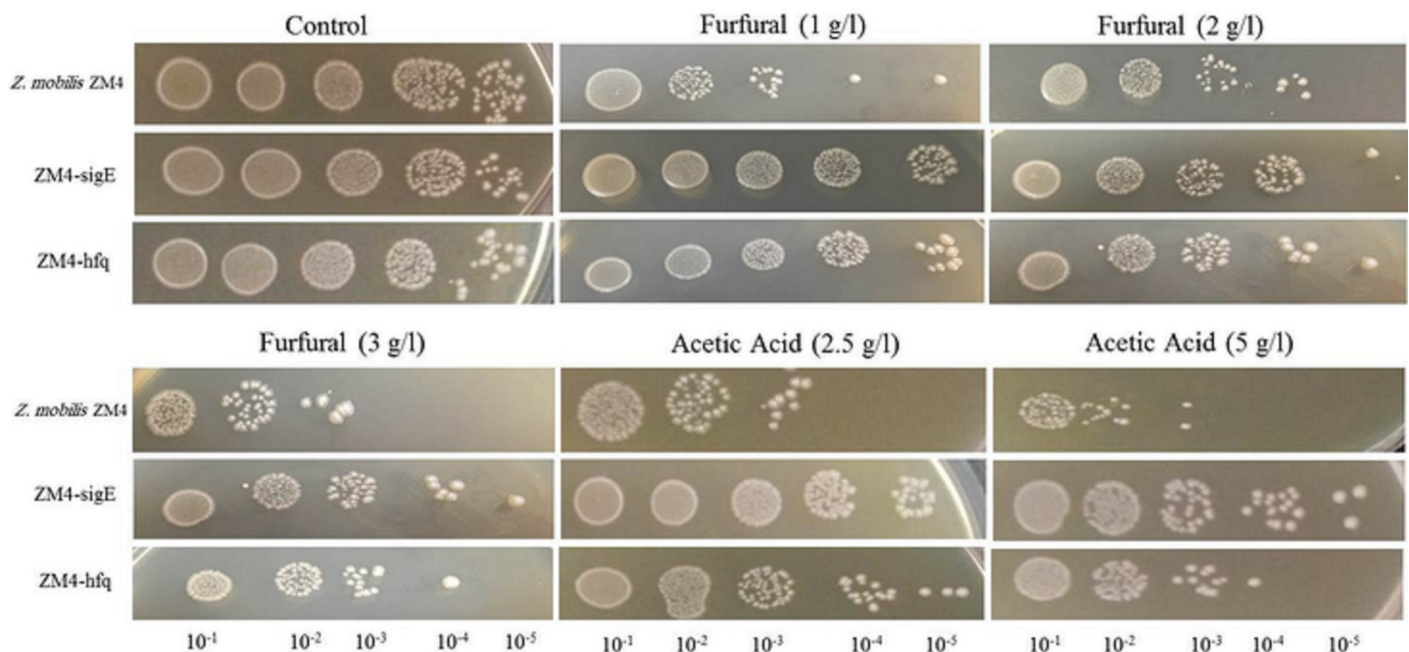 Control Furfural (1 g/l) Furfural (2 g/l)
Z. mobilis ZM4
ZM4-sigE
ZM4-hfq
Furfural (3 g/l) Acetic Acid (2.5 g/l) Acetic Acid (5 g/l)
Z. mobilis ZM4
ZM4-sigE
ZM4-hfq
10⁻¹ 10⁻² 10⁻³ 10⁻⁴ 10⁻⁵ 10⁻¹ 10⁻² 10⁻³ 10⁻⁴ 10⁻⁵ 10⁻¹ 10⁻² 10⁻³ 10⁻⁴ 10⁻⁵